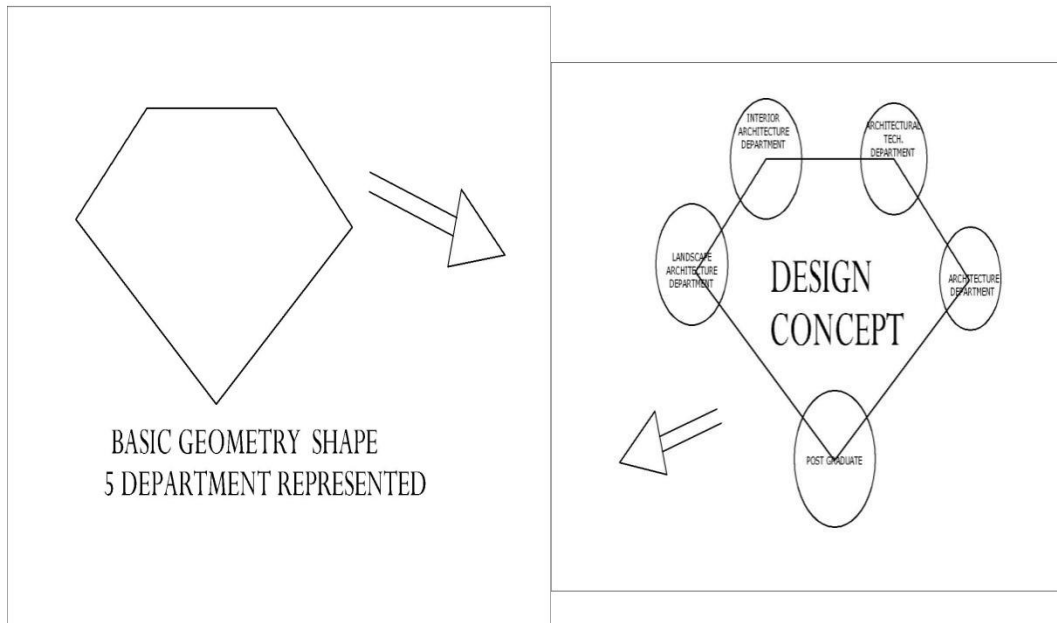 BASIC GEOMETRY SHAPE
5 DEPARTMENT REPRESENTED
INTERIOR
ARCHITECTURE
DEPARTMENT
ARCHITECTURAL
TECH.
DEPARTMENT
LANDSCAPE
ARCHITECTURE
DEPARTMENT
ARCHITECTURE
DEPARTMENT
DESIGN
CONCEPT
POST GRADUATE